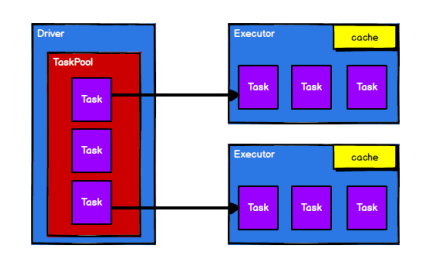 Driver
TaskPool
Task
Task
Task
Executor
cache
Task Task Task
Executor
cache
Task Task Task